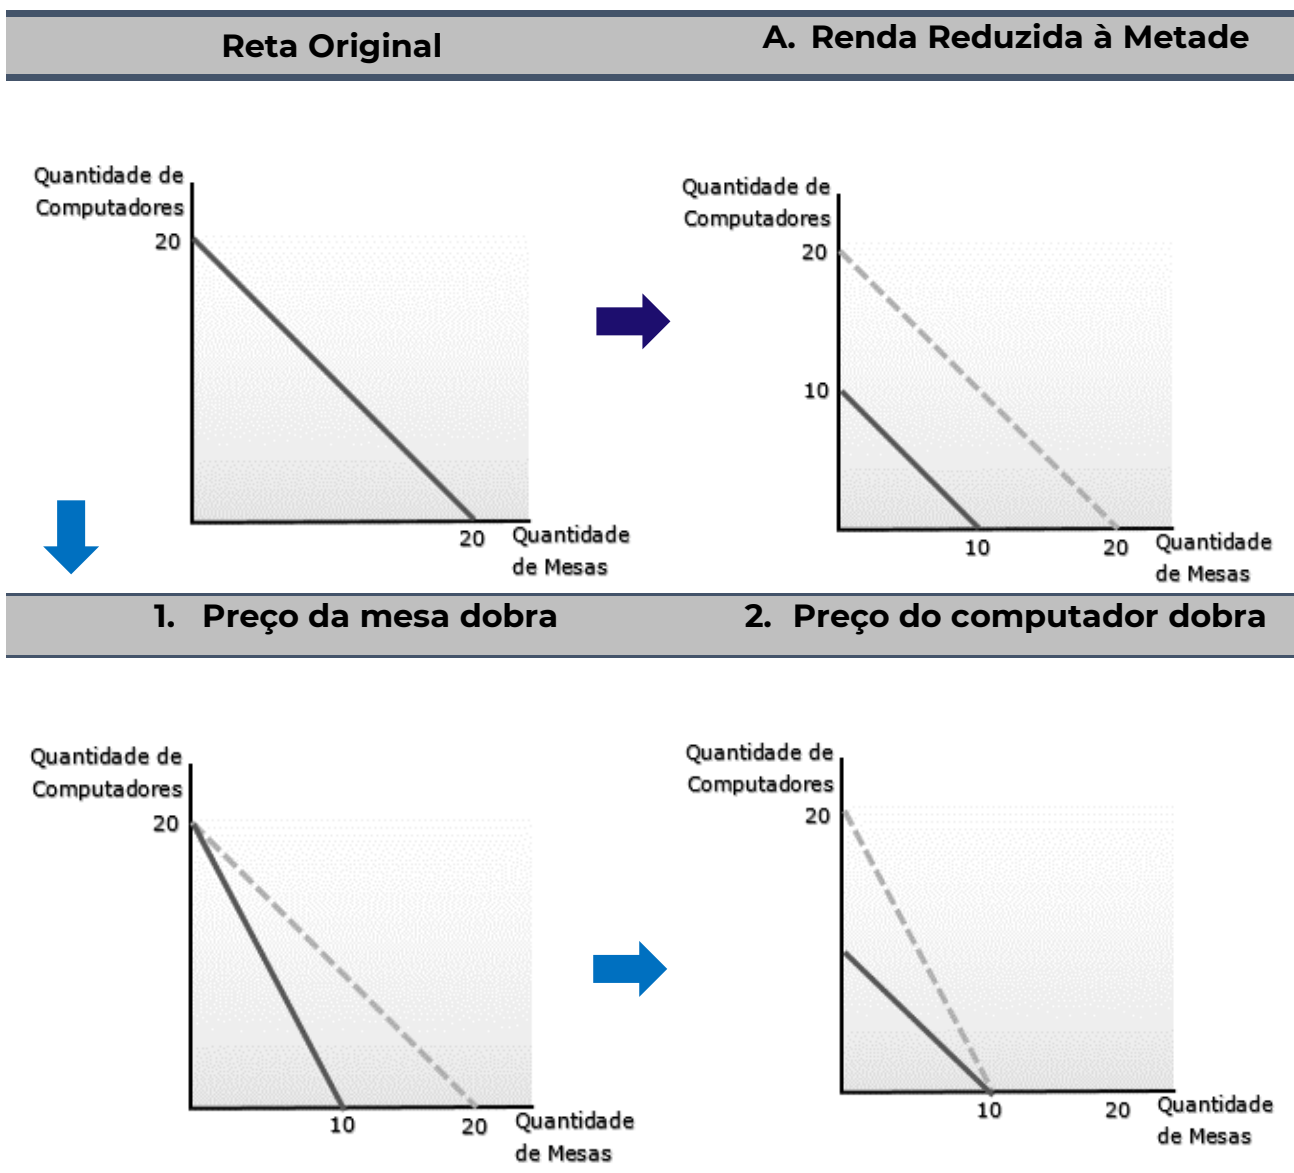 Reta Original
A. Renda Reduzida à Metade
Quantidade de
Computadores
20
20
Quantidade
de Mesas
Quantidade de
Computadores
20
10
10
20
Quantidade
de Mesas
1. Preço da mesa dobra
2. Preço do computador dobra
Quantidade de
Computadores
20
10
20
Quantidade
de Mesas
Quantidade de
Computadores
20
10
20
Quantidade
de Mesas